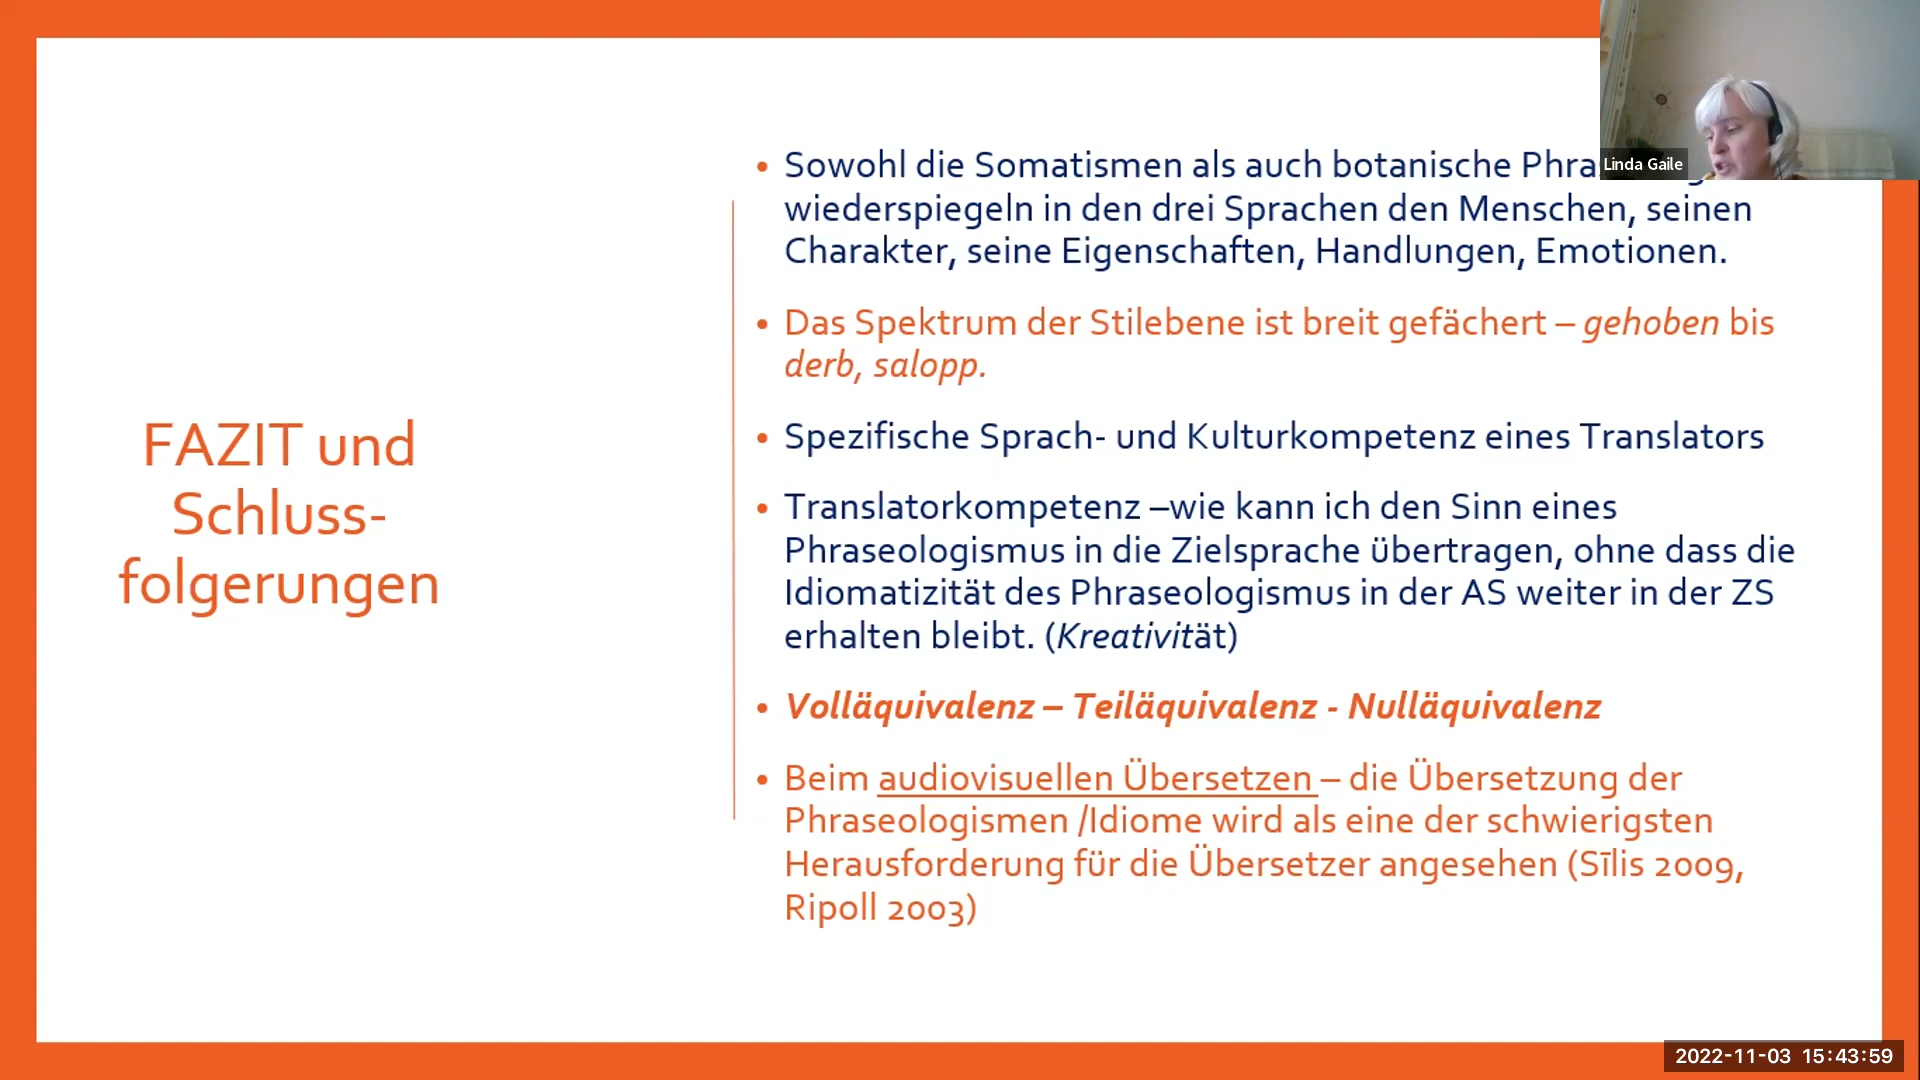 FAZIT und
Schluss-
folgerungen
• Sowohl die Somatismen als auch botanische
wiederspiegeln in den drei Sprachen den Menschen, seinen
Charakter, seine Eigenschaften, Handlungen, Emotionen.
• Das Spektrum der Stilebene ist breit gefächert – gehoben bis
derb, salopp.
• Spezifische Sprach- und Kulturkompetenz eines Translators
• Translatorkompetenz –wie kann ich den Sinn eines
Phraseologismus in die Zielsprache übertragen, ohne dass die
Idiomatizität des Phraseologismus in der AS weiter in der ZS
erhalten bleibt. (Kreativität)
• Volläquivalenz – Teiläquivalenz - Nulläquivalenz
• Beim audiovisuellen Übersetzen – die Übersetzung der
Phraseologismen /Idiome wird als eine der schwierigsten
Herausforderung für die Übersetzer angesehen (Sīlis 2009,
Ripoll 2003)
Linda Gaile
2022-11-03 15:43:59